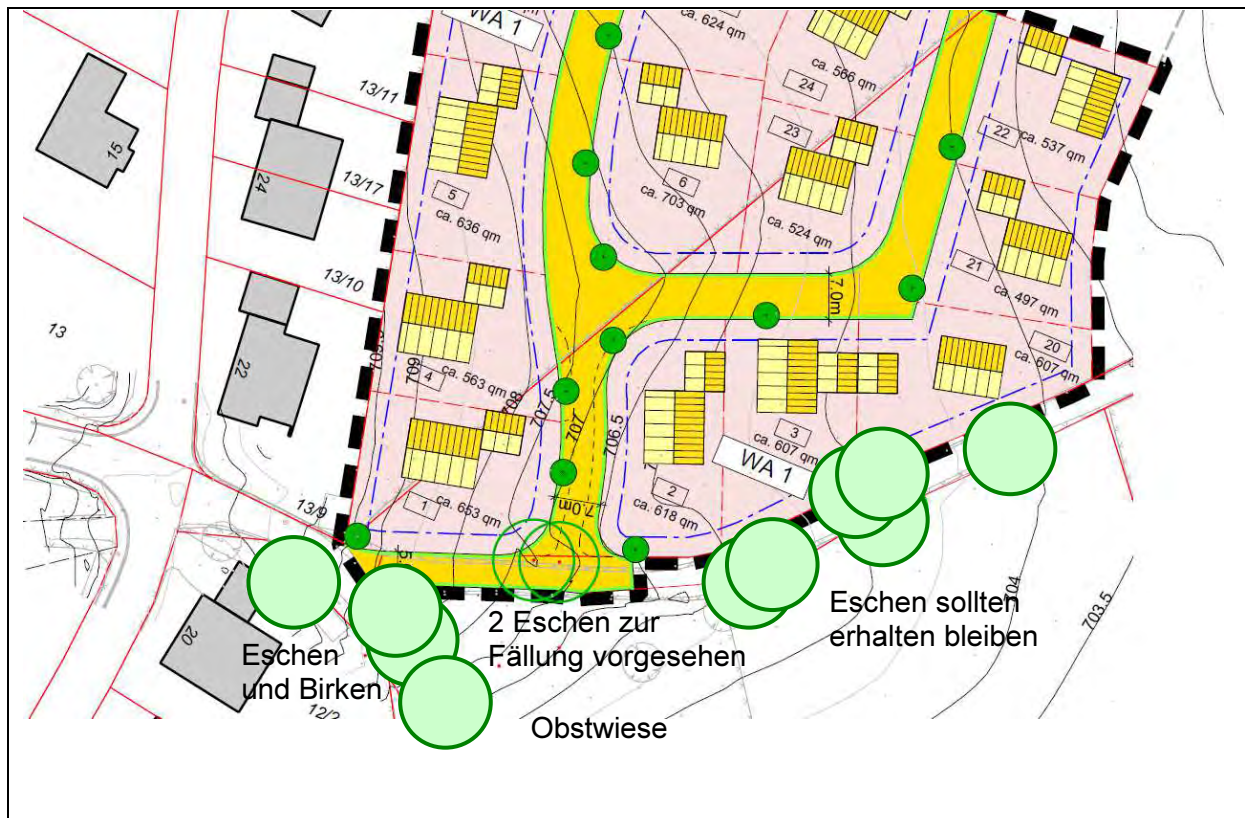 WA 1
ca. 624 qm
ca. 566 qm
24
13/11
15
23
22
ca. 537 qm
24
13/17
5
6
ca. 636 qm
ca. 703 qm
ca. 524 qm
21
ca. 497 qm
13/10
7.0m
13
20
ca. 607 qm
22
709
4
ca. 563 qm
708
707.5
707
706.5
3
ca. 607 qm
WA 1
13/9
1
ca. 653 qm
7.0m
2
ca. 618 qm
704
703.5
20
Eschen
und Birken
2 Eschen zur
Fällung vorgesehen
Eschen sollten
erhalten bleiben
Obstwiese